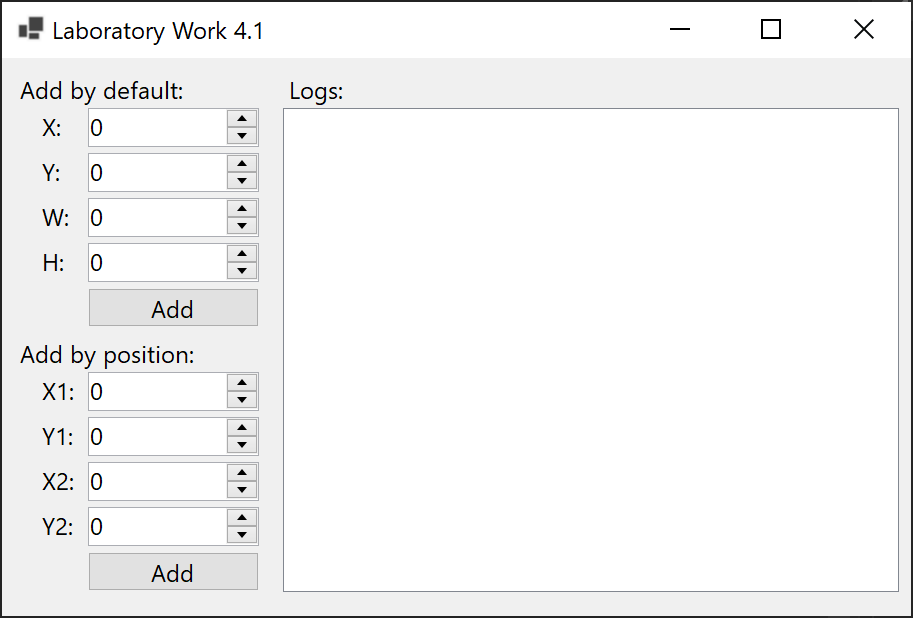 Laboratory Work 4.1
Add by default:
X: 0
Y: 0
W: 0
H: 0
Add
Add by position:
X1: 0
Y1: 0
X2: 0
Y2: 0
Add
Logs: